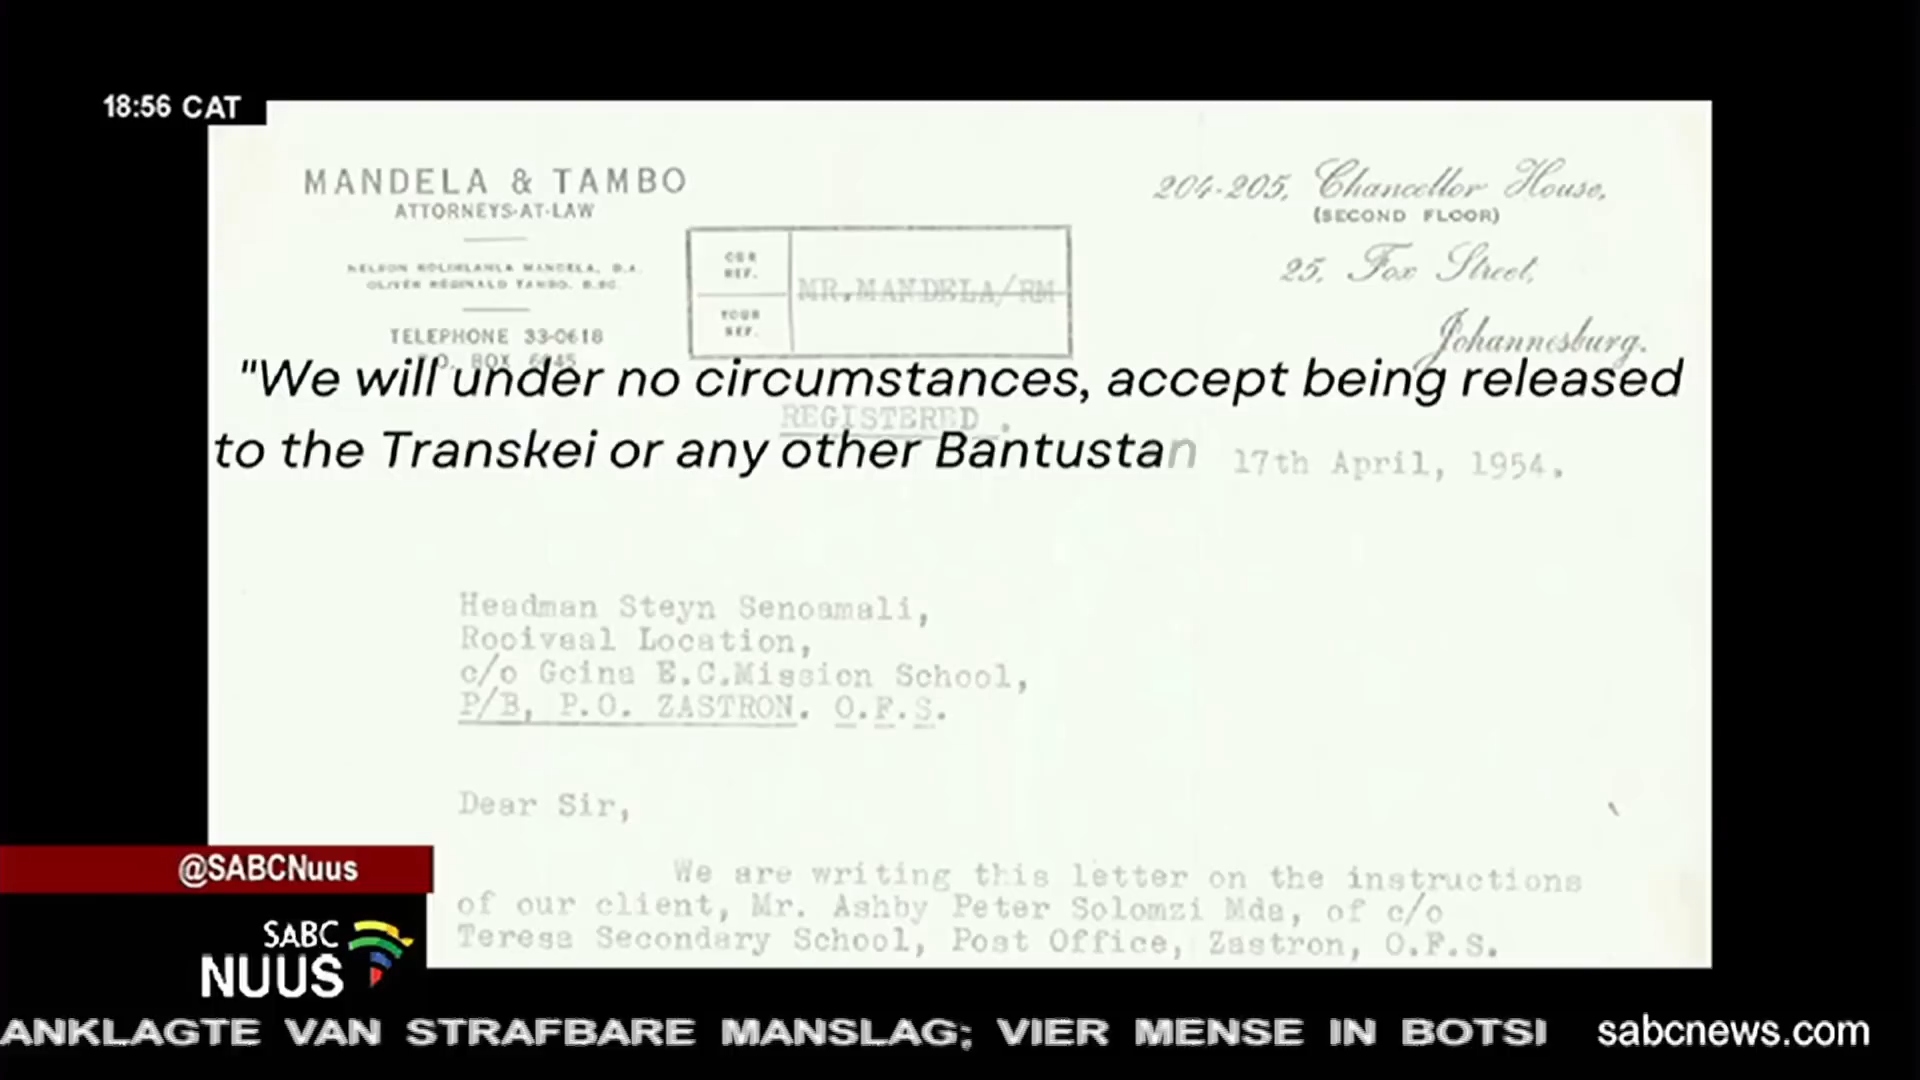 18:56 CAT
MANDELA & TAMBO
ATTORNEYS-AT-LAW
TELEPHONE 33-0618
P.O. BOX
OUR REF.
MR.MANDELA/RM
YOUR REF.
204-205, Chancellor House,
(SECOND FLOOR)
25, Fox Street,
Johannesburg.
"We will under no circumstances, accept being released
to the Transkei or any other Bantustan
REGISTERED.
17th April, 1954.
Headman Steyn Senoamali,
Location,
c/o Gcina E.C.Mission School,
P/B, P.O. ZASTRON. O.F.S.
Dear Sir,
We are writing this letter on the instructions
of our client, Mr. Ashby Peter Solomzi Mda, of c/o
Teresa Secondary School, Post Office, Zastron, O.F.S.
@SABCNuus
SABC
NUUS
ANKLAGTE VAN STRAFBARE MANSLAG; VIER MENSE IN BOTSI
sabcnews.com